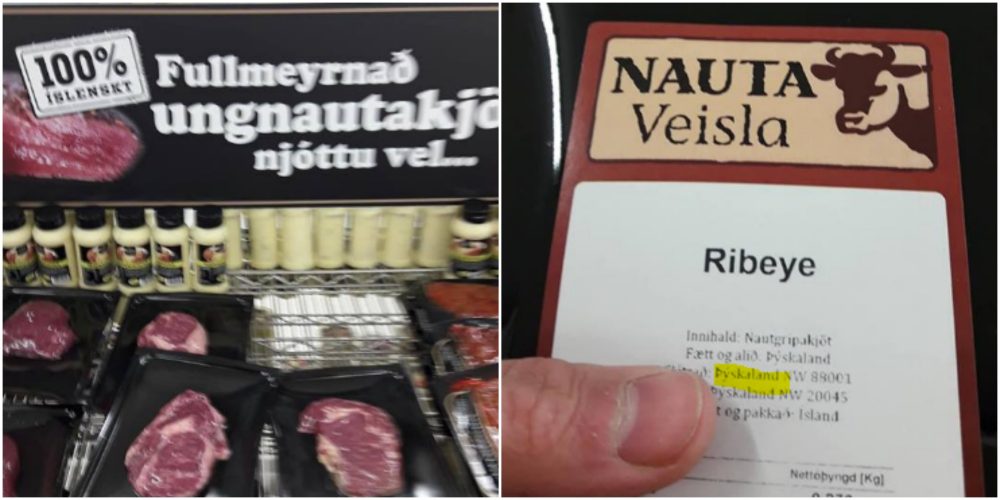 100%
ÍSLENSKT
Fullmeyrnað
ungnautakjö
njóttu vel...
NAUTA
Veisla
Ribeye
Innihald: Nautgripakjöt
Fætt og alið: Þýskaland
Þýskaland NW 88001
Þýskaland NW 20045
og pakkað: Ísland
Nettóþyngd [Kg]